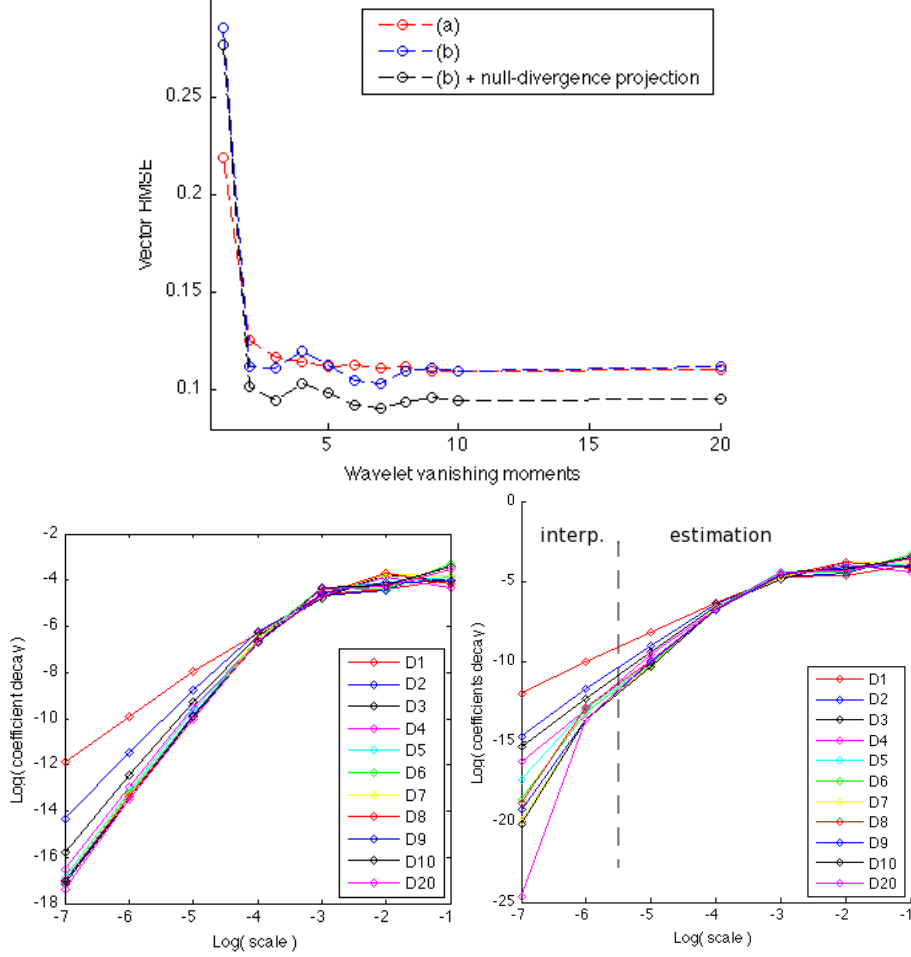 (a)
(b)
(b) + null-divergence projection
Vector RMSE
0.25
0.2
0.15
0.1
5
10
15
20
Wavelet vanishing moments
Log( coefficient decay)
-2
-4
-6
-8
-10
-12
-14
-16
-18
-7
-6
-5
-4
-3
-2
-1
Log( scale )
D1
D2
D3
D4
D5
D6
D7
D8
D9
D10
D20
Log( coefficients decay)
0
-5
-10
-15
-20
-25
interp.
estimation
-7
-6
-5
-4
-3
-2
-1
Log( scale )
D1
D2
D3
D4
D5
D6
D7
D8
D9
D10
D20